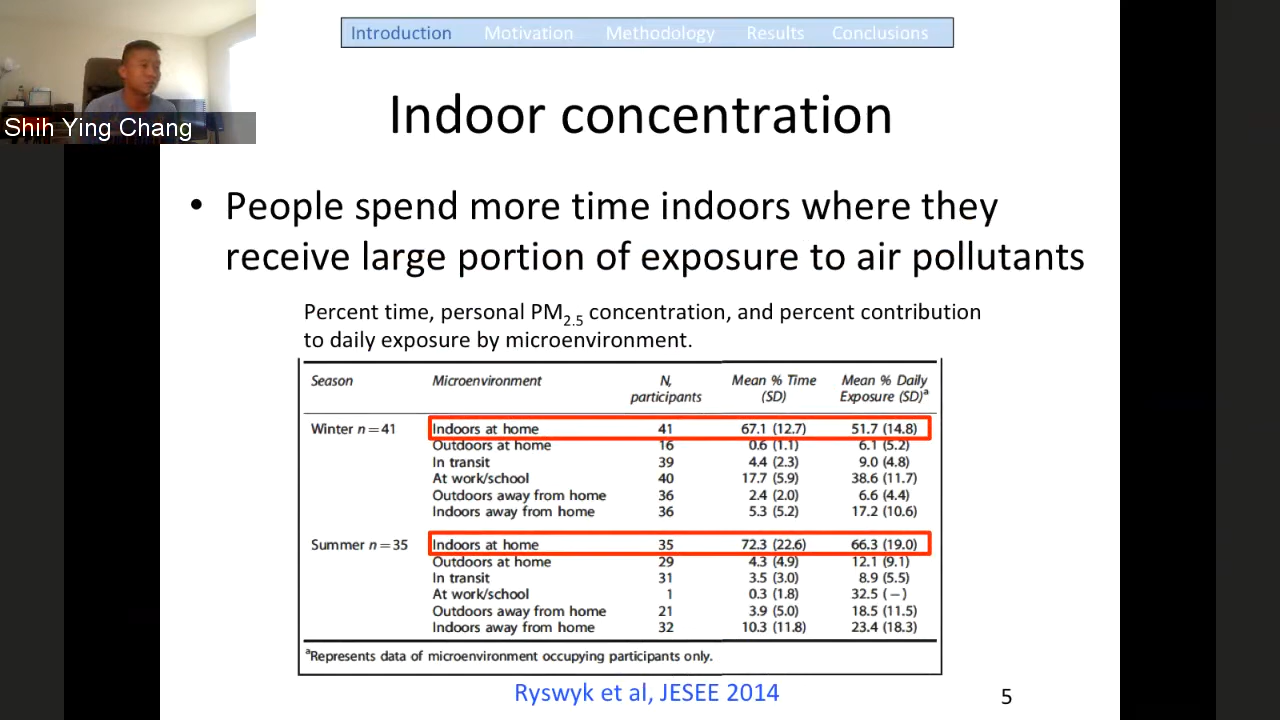 Introduction Motivation Methodology Results Conclusions
Shih Ying Chang
Indoor concentration
• People spend more time indoors where they
receive large portion of exposure to air pollutants
Percent time, personal PM2.5 concentration, and percent contribution
to daily exposure by microenvironment.
Season Microenvironment N, participants Mean % Time (SD) Mean % Daily Exposure (SD)a
Winter n=41 Indoors at home 41 67.1 (12.7) 51.7 (14.8)
Outdoors at home 16 0.6 (1.1) 6.1 (5.2)
In transit 39 4.4 (2.3) 9.0 (4.8)
At work/school 40 17.7 (5.9) 38.6 (11.7)
Outdoors away from home 36 2.4 (2.0) 6.6 (4.4)
Indoors away from home 36 5.3 (5.2) 17.2 (10.6)
Summer n=35 Indoors at home 35 72.3 (22.6) 66.3 (19.0)
Outdoors at home 29 4.3 (4.9) 12.1 (9.1)
In transit 31 3.5 (3.0) 8.9 (5.5)
At work/school 1 0.3 (1.8) 32.5 (–)
Outdoors away from home 21 3.9 (5.0) 18.5 (11.5)
Indoors away from home 32 10.3 (11.8) 23.4 (18.3)
aRepresents data of microenvironment occupying participants only.
Ryswyk et al, JESEE 2014
5